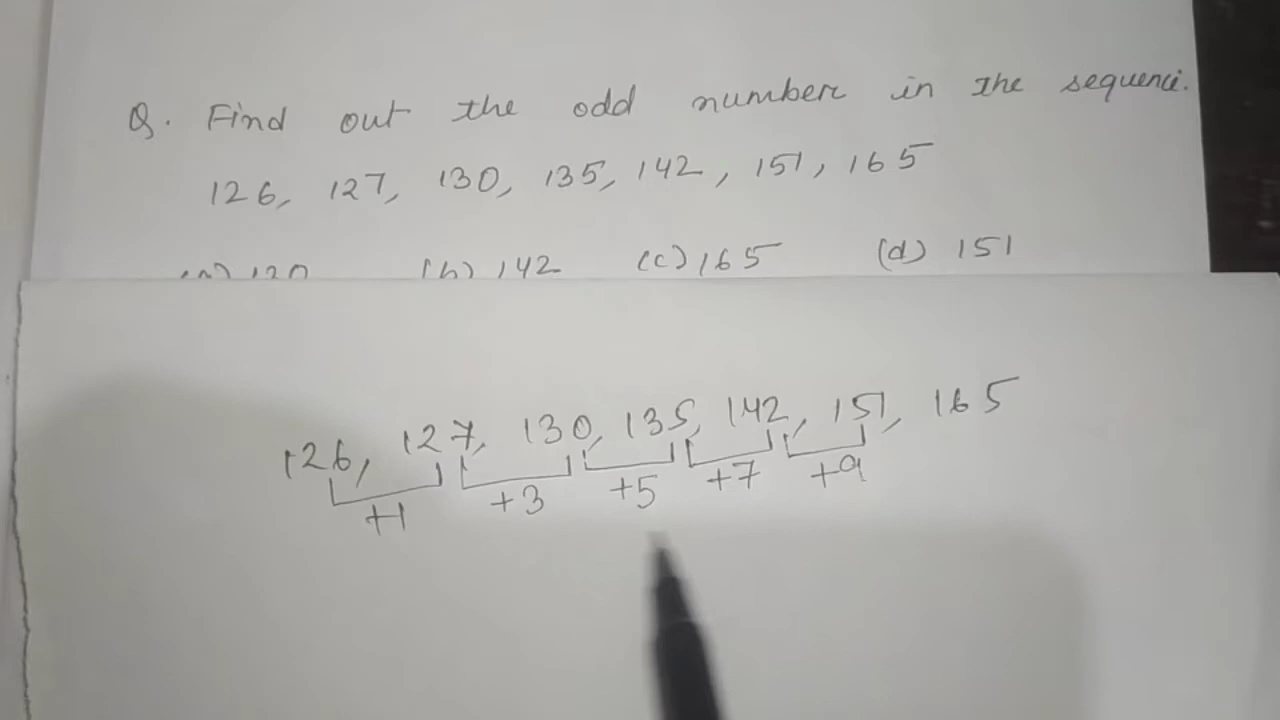 Q. Find out the odd number in the sequence.
126, 127, 130, 135, 142, 151, 165
(a) 130 (b) 142 (c) 165 (d) 151
126, 127, 130, 135, 142, 151, 165
+1 +3 +5 +7 +9